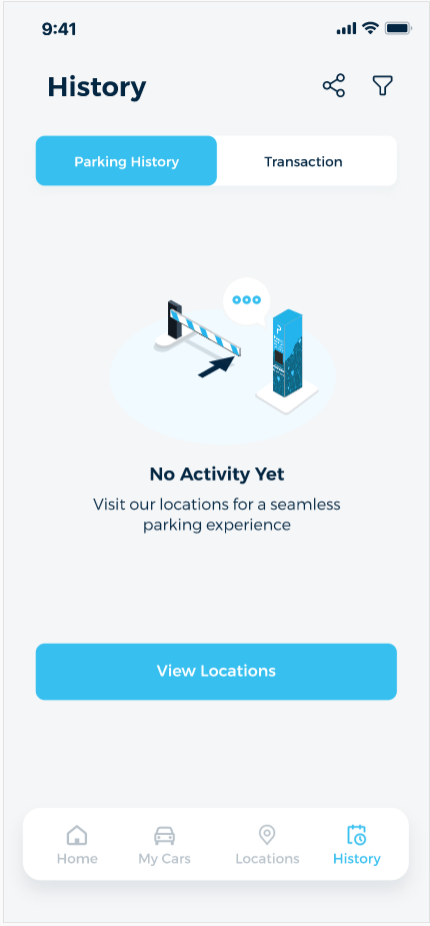 9:41
History
Parking History
Transaction
No Activity Yet
Visit our locations for a seamless
parking experience
View Locations
Home
My Cars
Locations
History